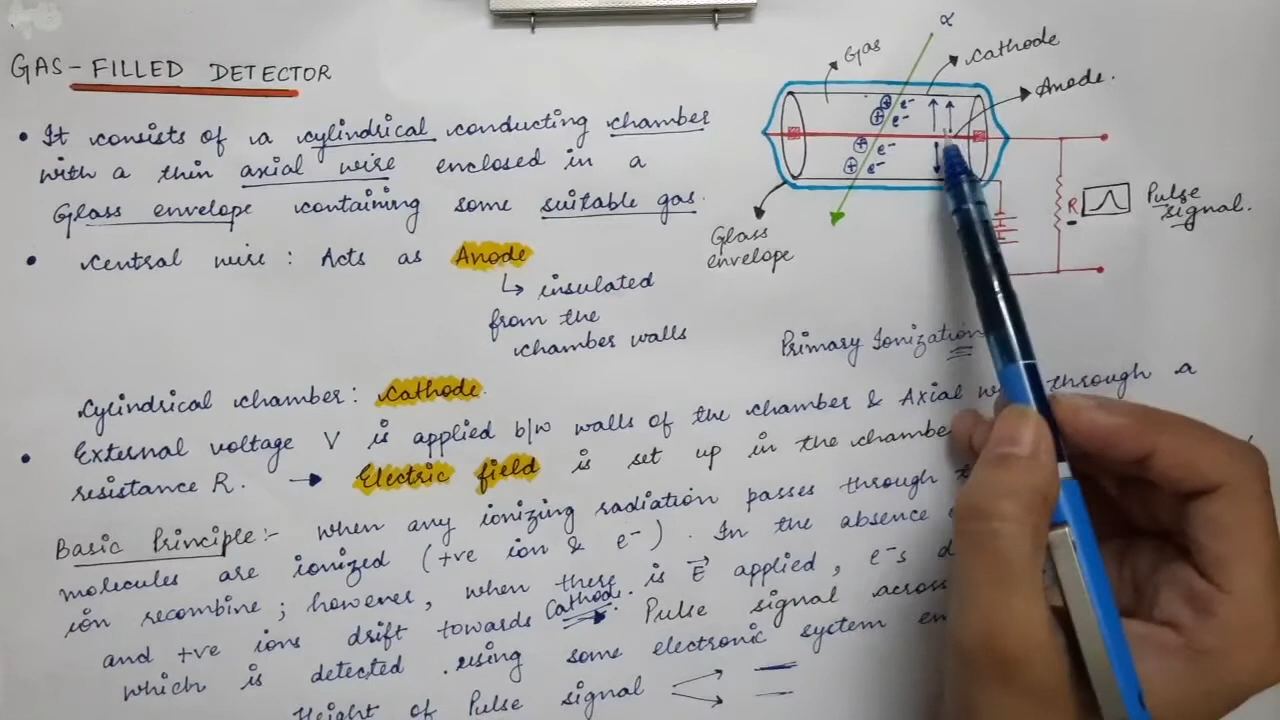 GAS-FILLED DETECTOR
• It consists of a cylindrical conducting chamber
with a thin axial wire enclosed in a
Glass envelope containing some suitable gas.
• Central wire: Acts as Anode
↳ insulated
from the
chamber walls
Cylindrical chamber: Cathode.
• External voltage V is applied b/w walls of the chamber & Axial through a
resistance R. → Electric field is set up in the
Basic Principle:- when any ionizing radiation passes through
molecules are ionized (+ve ion & e-). In the absence
ion recombine; however, when there is E⃗ applied, e-s
and +ve ions drift towards Cathode. Pulse signal across
which is detected using some electronic system
Height of Pulse signal
α
Gas
Cathode
Anode.
⊕ e-
⊕ e-
⊕ e-
⊕ e-
Glass
envelope
R
Pulse
signal.
Primary Ionization